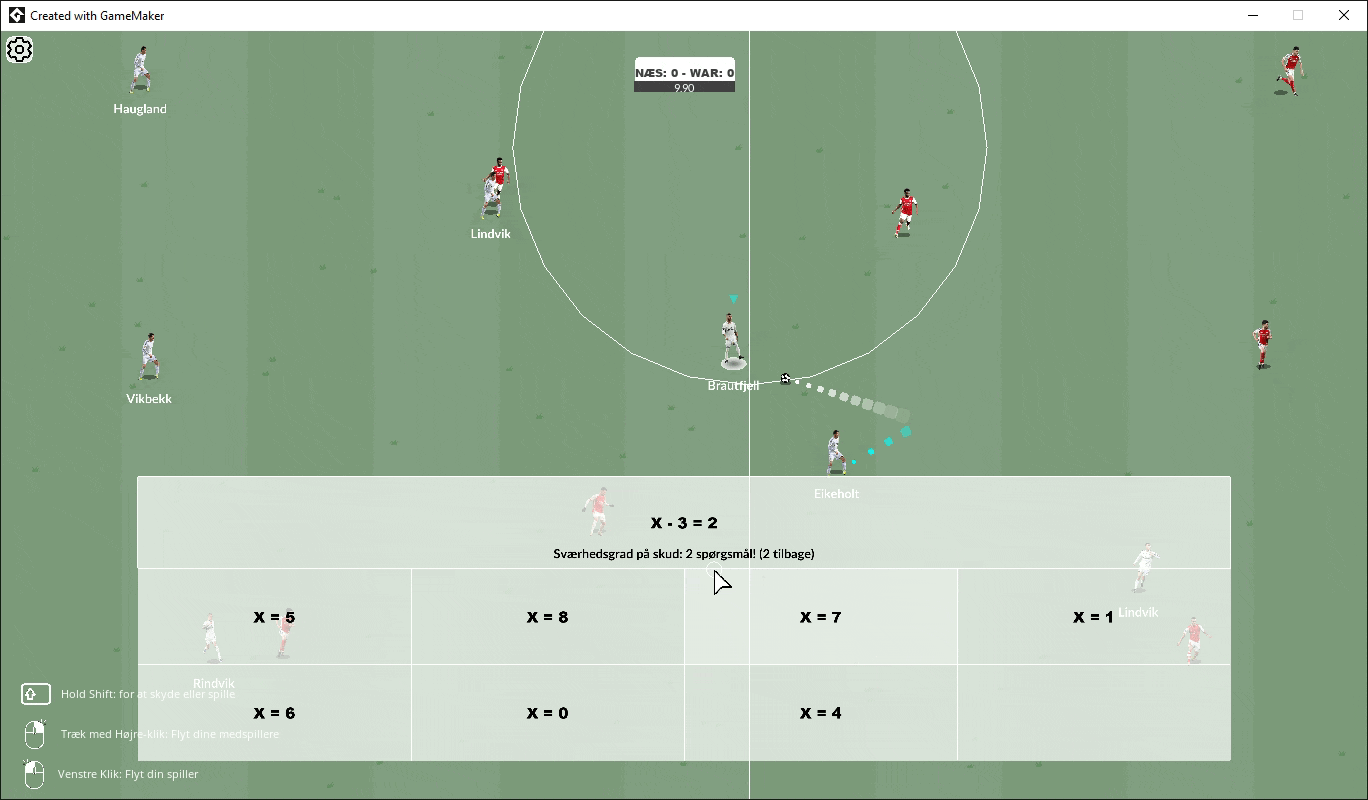 Created with GameMaker
NÆS: 0 - WAR: 0
9.90
Haugland
Lindvik
Vikbekk
Brautfjell
Eikeholt
X - 3 = 2
Sværhedsgrad på skud: 2 spørgsmål! (2 tilbage)
X = 5
X = 8
X = 7
X = 1
Lindvik
Rindvik
X = 6
X = 0
X = 4
Hold Shift: for at skyde eller spille
Træk med Højre-klik: Flyt dine medspillere
Venstre Klik: Flyt din spiller